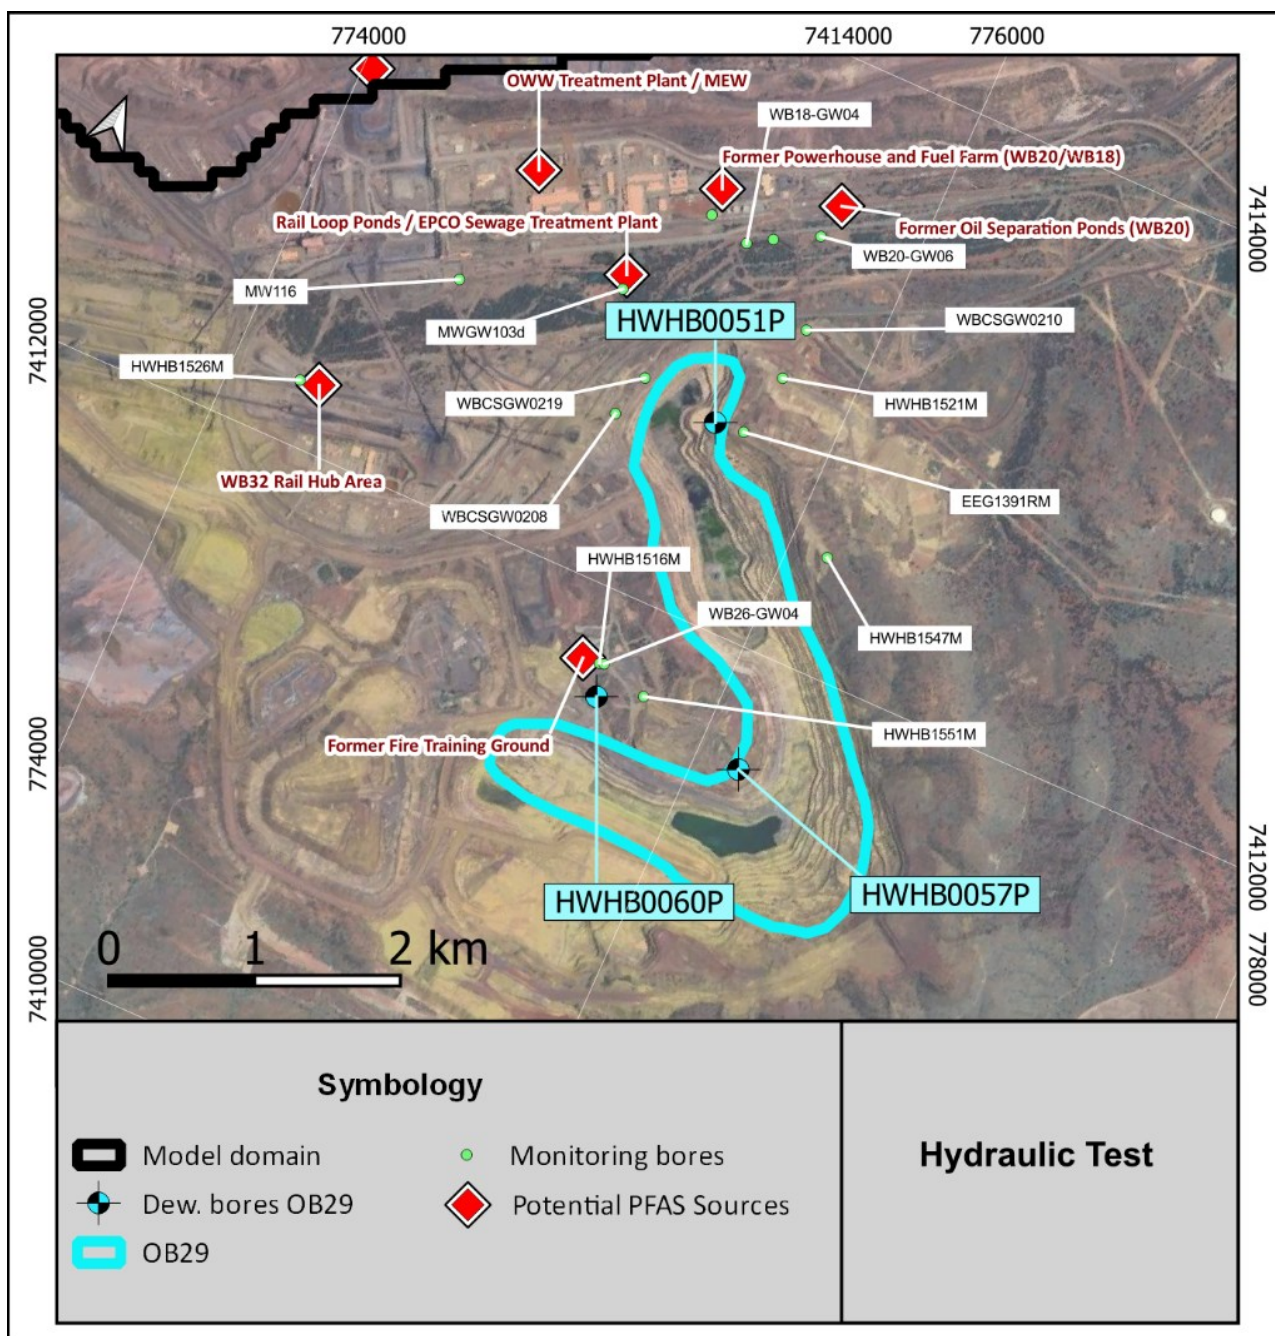 774000
7414000
776000
OWW Treatment Plant / MEW
WB18-GW04
Former Powerhouse and Fuel Farm (WB20/WB18)
7414000
Rail Loop Ponds / EPCO Sewage Treatment Plant
Former Oil Separation Ponds (WB20)
WB20-GW06
MW116
7412000
MWGW103d
HWHB0051P
WBCSGW0210
HWHB1526M
WBCSGW0219
HWHB1521M
WB32 Rail Hub Area
WBCSGW0208
EEG1391RM
HWHB1516M
WB26-GW04
HWHB1547M
774000
Former Fire Training Ground
HWHB1551M
7412000
HWHB0060P
HWHB0057P
0 1 2 km
7410000
778000
Symbology
Model domain
Monitoring bores
Dew. bores OB29
Potential PFAS Sources
OB29
Hydraulic Test